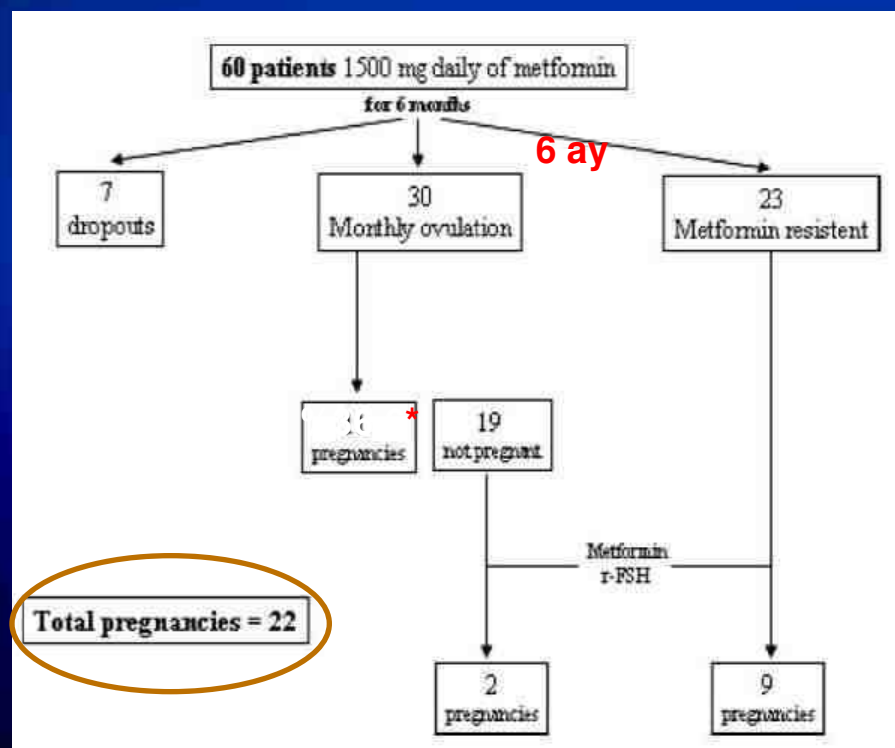 60 patients 1500 mg daily of metformin
for 6 months
6 ay
7
dropouts
30
Monthly ovulation
23
Metformin resistent
*
pregnancies
19
not pregnant
Metformin
r-FSH
Total pregnancies = 22
2
pregnancies
9
pregnancies